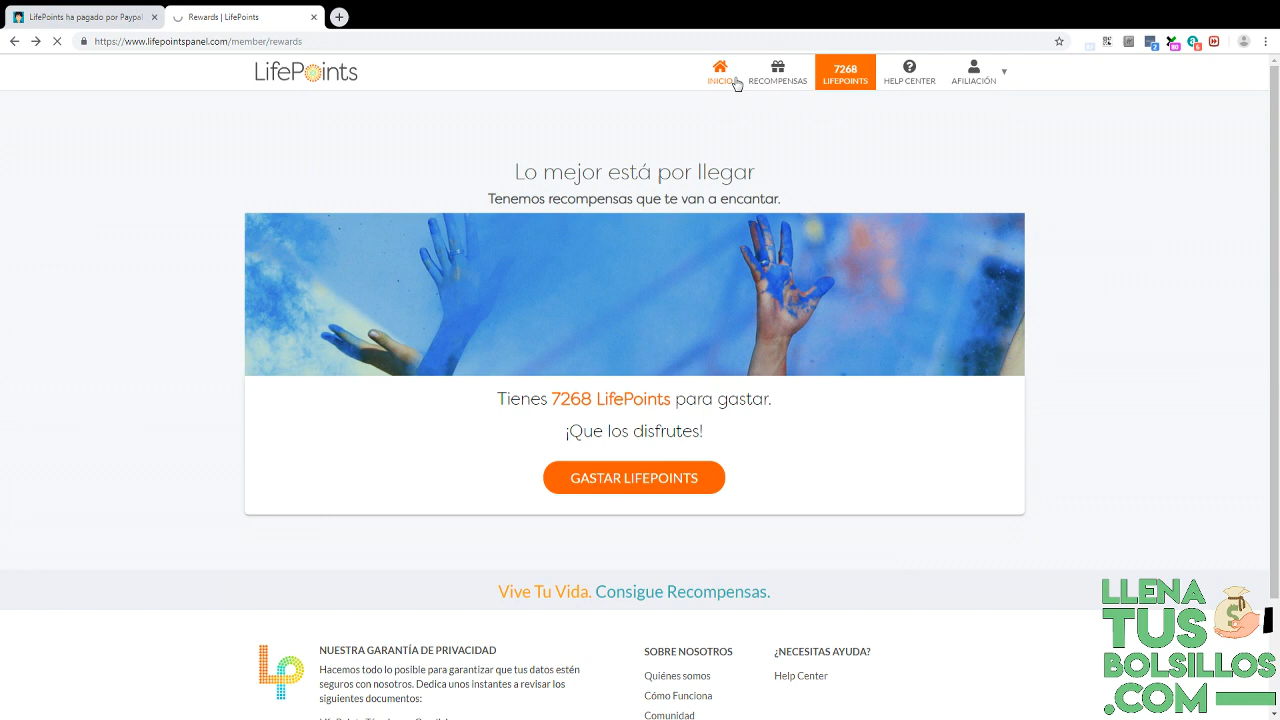 LifePoints ha pagado por Paypal
Rewards | LifePoints
https://www.lifepointspanel.com/member/rewards
LifePoints
INICIO
RECOMPENSAS
7268
LIFEPOINTS
HELP CENTER
AFILIACIÓN
Lo mejor está por llegar
Tenemos recompensas que te van a encantar.
Tienes 7268 LifePoints para gastar.
¡Que los disfrutes!
GASTAR LIFEPOINTS
Vive Tu Vida. Consigue Recompensas.
NUESTRA GARANTÍA DE PRIVACIDAD
Hacemos todo lo posible para garantizar que tus datos estén
seguros con nosotros. Dedica unos instantes a revisar los
siguientes documentos:
SOBRE NOSOTROS
Quiénes somos
Cómo Funciona
Comunidad
¿NECESITAS AYUDA?
Help Center
LLENA
TUS
BOLSILLOS
.COM